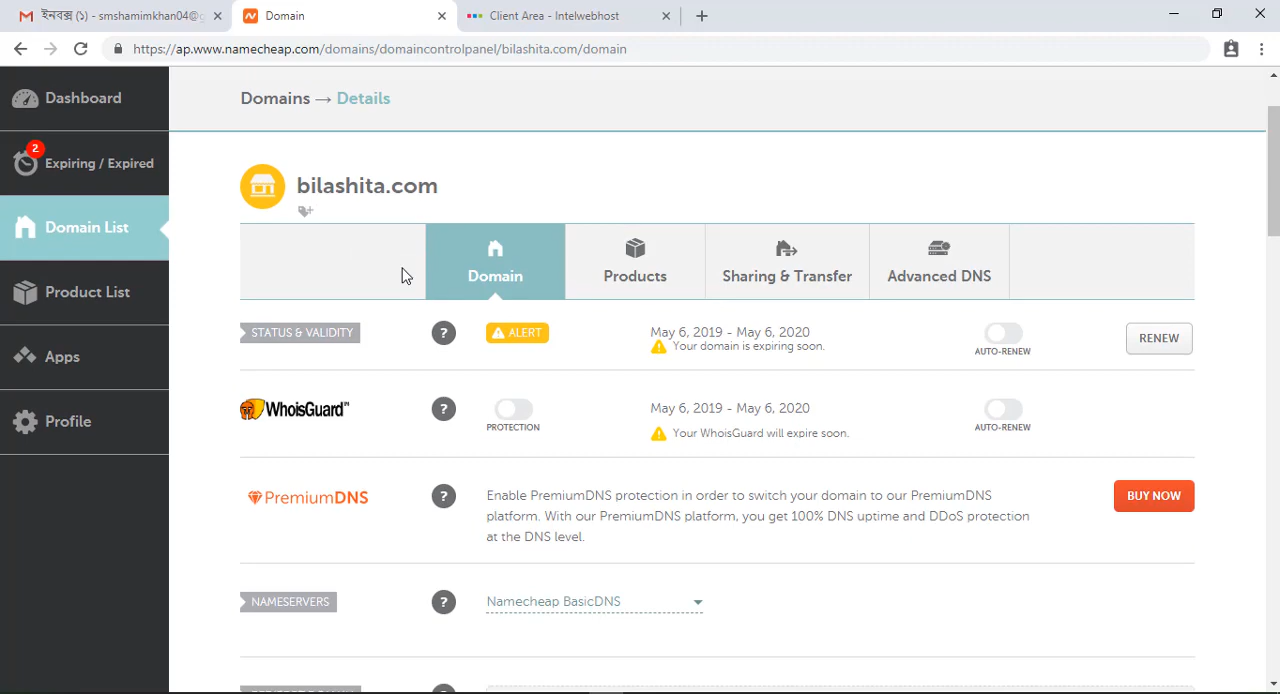 ইনবক্স (১) - smshamimkhan04@
Domain
Client Area - Intelwebhost
https://ap.www.namecheap.com/domains/domaincontrolpanel/bilashita.com/domain
Dashboard
2
Expiring / Expired
Domain List
Product List
Apps
Profile
Domains → Details
bilashita.com
Domain
Products
Sharing & Transfer
Advanced DNS
STATUS & VALIDITY
?
ALERT
May 6, 2019 - May 6, 2020
Your domain is expiring soon.
AUTO-RENEW
RENEW
WhoisGuard
?
PROTECTION
May 6, 2019 - May 6, 2020
Your WhoisGuard will expire soon.
AUTO-RENEW
PremiumDNS
?
Enable PremiumDNS protection in order to switch your domain to our PremiumDNS
platform. With our PremiumDNS platform, you get 100% DNS uptime and DDoS protection
at the DNS level.
BUY NOW
NAMESERVERS
?
Namecheap BasicDNS